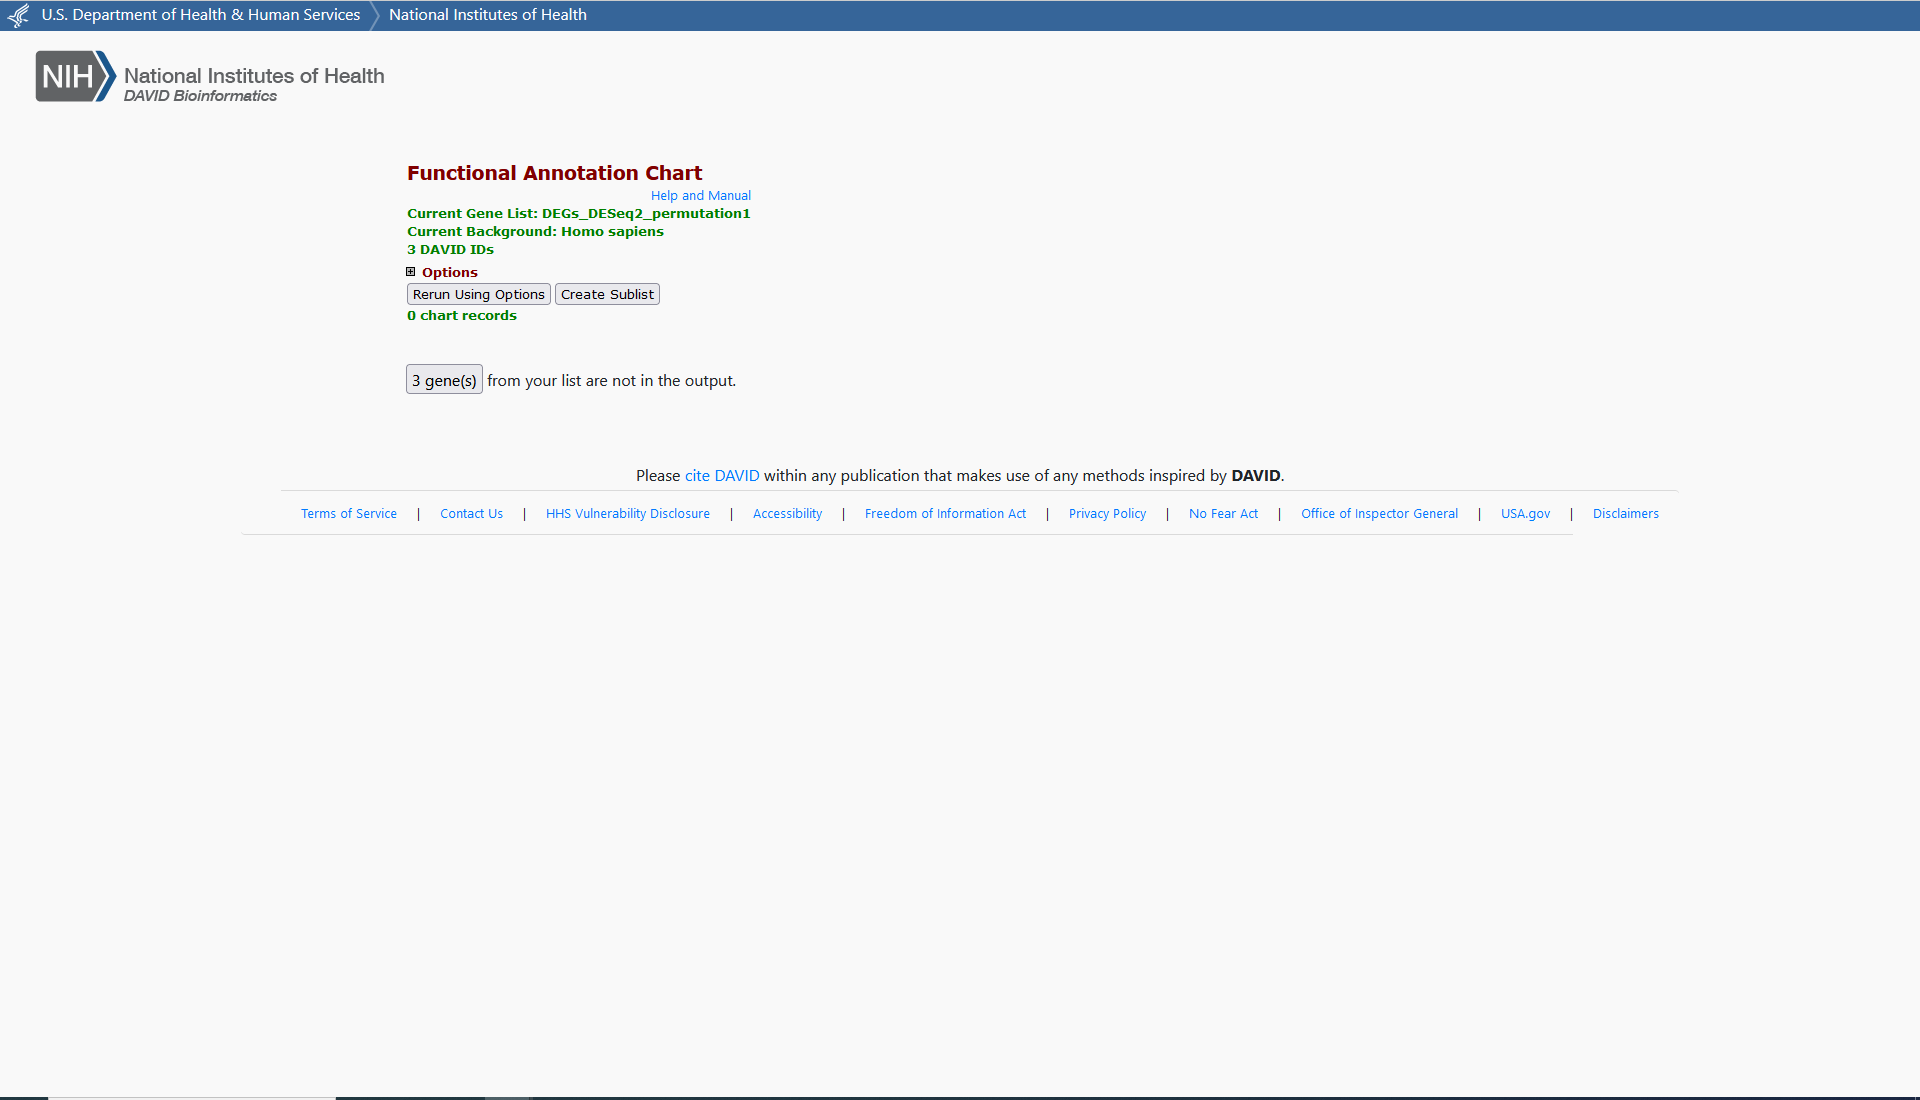 U.S. Department of Health & Human Services National Institutes of Health
NIH National Institutes of Health
DAVID Bioinformatics
Functional Annotation Chart
Help and Manual
Current Gene List: DEGs_DESeq2_permutation1
Current Background: Homo sapiens
3 DAVID IDs
Options
Rerun Using Options Create Sublist
0 chart records
3 gene(s) from your list are not in the output.
Please cite DAVID within any publication that makes use of any methods inspired by DAVID.
Terms of Service | Contact Us | HHS Vulnerability Disclosure | Accessibility | Freedom of Information Act | Privacy Policy | No Fear Act | Office of Inspector General | USA.gov | Disclaimers